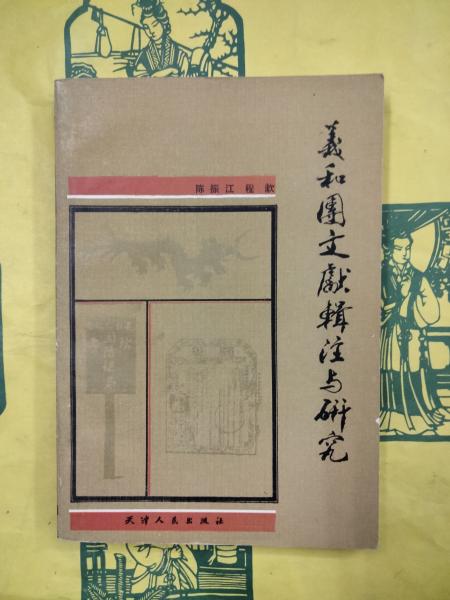 義和團文獻輯注与研究
陈振江 程歗
天津人民出版社